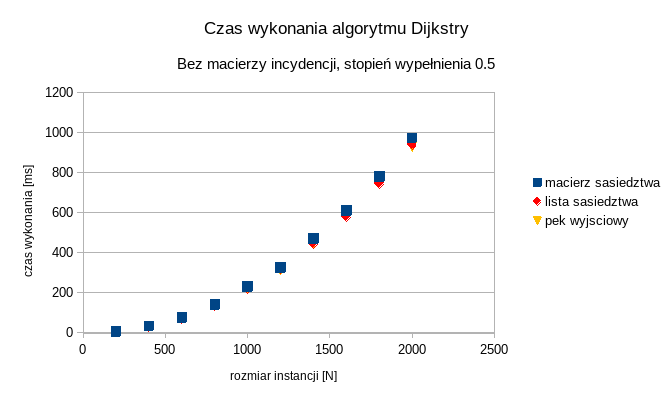 Czas wykonania algorytmu Dijkstry
Bez macierzy incydencji, stopień wypełnienia 0.5
1200
1000
800
600
400
200
0
czas wykonania [ms]
0 500 1000 1500 2000 2500
rozmiar instancji [N]
macierz sasiedztwa
lista sasiedztwa
pek wyjsciowy